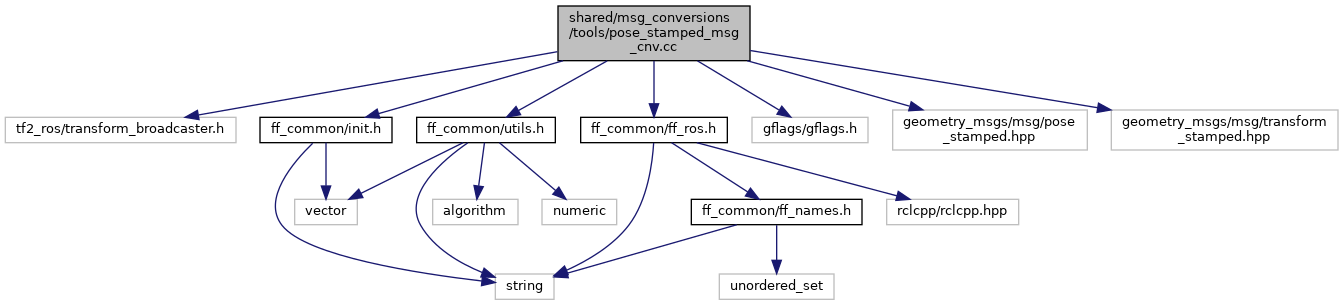 shared/msg_conversions
/tools/pose_stamped_msg
_cnv.cc
tf2_ros/transform_broadcaster.h
ff_common/init.h
ff_common/utils.h
ff_common/ff_ros.h
gflags/gflags.h
geometry_msgs/msg/pose
_stamped.hpp
geometry_msgs/msg/transform
_stamped.hpp
vector
algorithm
numeric
ff_common/ff_names.h
rclcpp/rclcpp.hpp
string
unordered_set